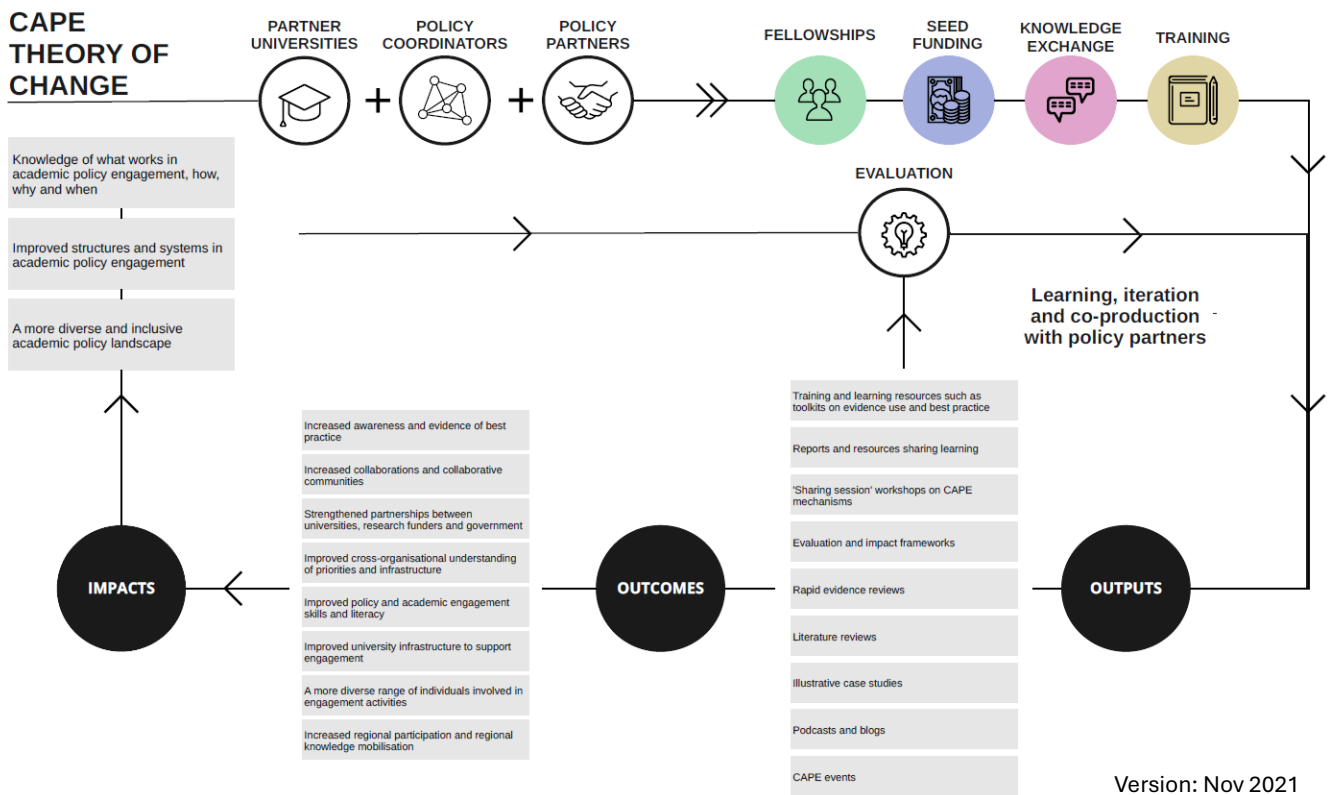 CAPE
THEORY OF
CHANGE
PARTNER
UNIVERSITIES
POLICY
COORDINATORS
POLICY
PARTNERS
FELLOWSHIPS
SEED
FUNDING
KNOWLEDGE
EXCHANGE
TRAINING
+
+
EVALUATION
Knowledge of what works in
academic policy engagement, how,
why and when
Improved structures and systems in
academic policy engagement
A more diverse and inclusive
academic policy landscape
Learning, iteration
and co-production -
with policy partners
IMPACTS
Increased awareness and evidence of best
practice
Increased collaborations and collaborative
communities
Strengthened partnerships between
universities, research funders and government
Improved cross-organisational understanding
of priorities and infrastructure
Improved policy and academic engagement
skills and literacy
Improved university infrastructure to support
engagement
A more diverse range of individuals involved in
engagement activities
Increased regional participation and regional
knowledge mobilisation
OUTCOMES
Training and learning resources such as
toolkits on evidence use and best practice
Reports and resources sharing learning
'Sharing session' workshops on CAPE
mechanisms
Evaluation and impact frameworks
Rapid evidence reviews
Literature reviews
Illustrative case studies
Podcasts and blogs
CAPE events
OUTPUTS
Version: Nov 2021